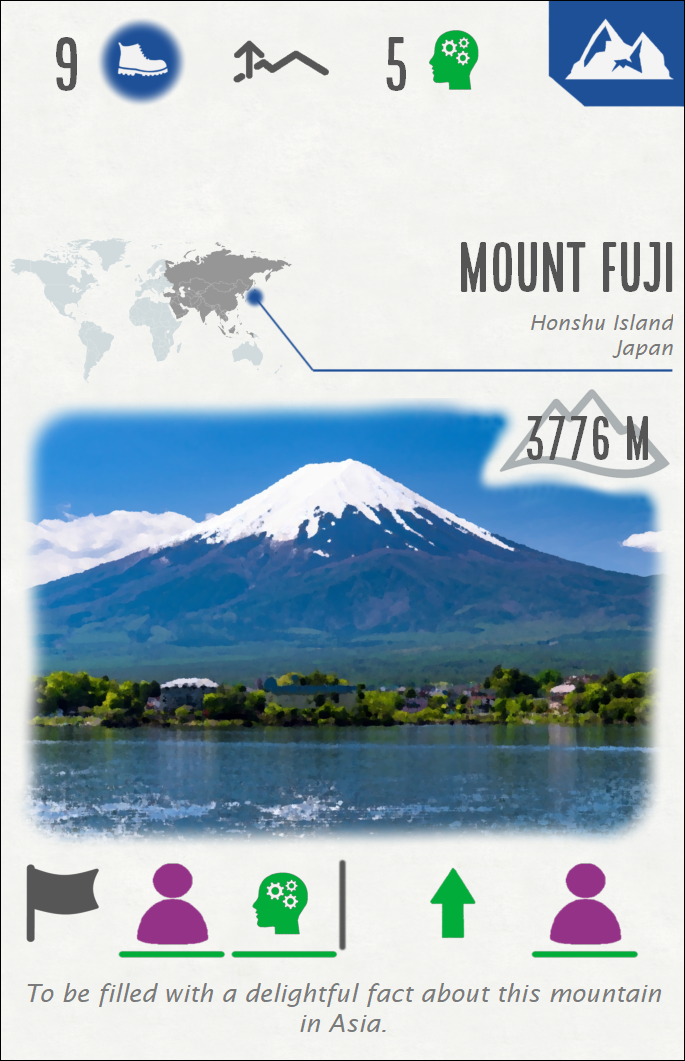 9
5
MOUNT FUJI
Honshu Island
Japan
3776 M
To be filled with a delightful fact about this mountain
in Asia.